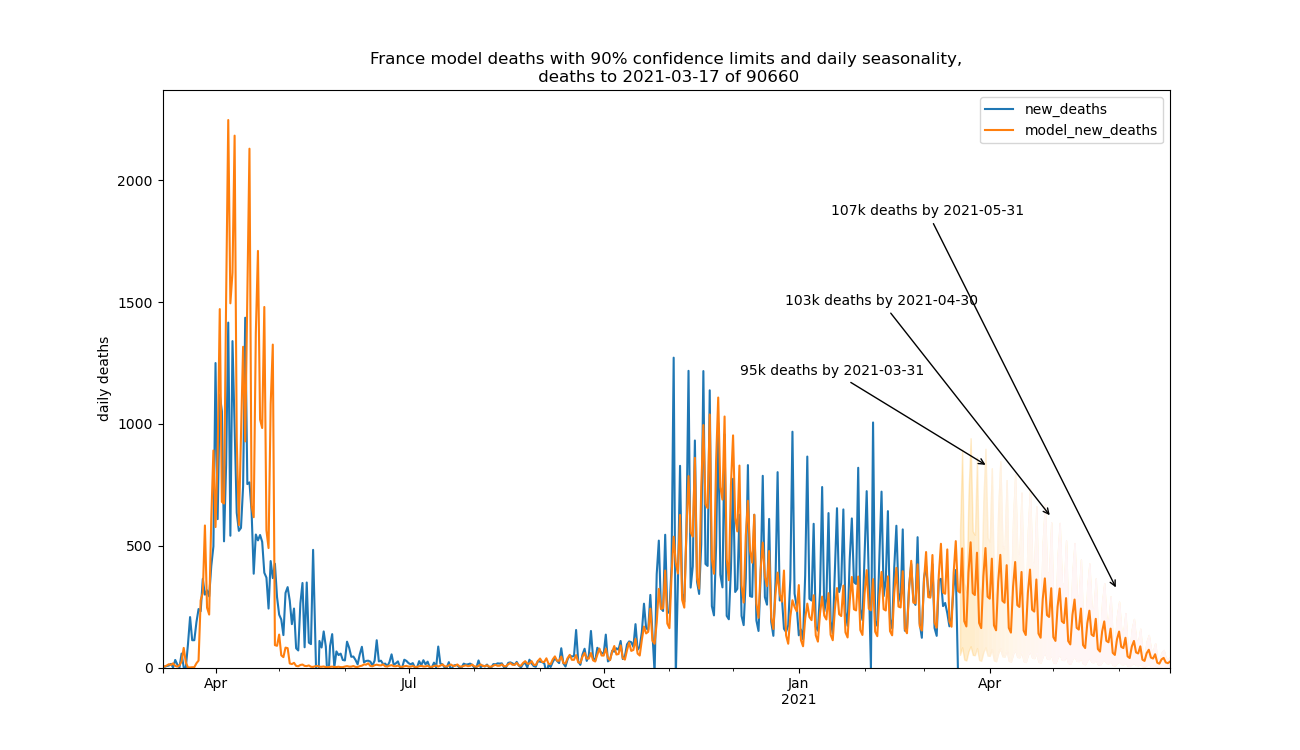 France model deaths with 90% confidence limits and daily seasonality,
deaths to 2021-03-17 of 90660
new_deaths
model_new_deaths
2000
1500
1000
500
0
daily deaths
107k deaths by 2021-05-31
103k deaths by 2021-04-30
95k deaths by 2021-03-31
Apr
Jul
Oct
Jan
2021
Apr